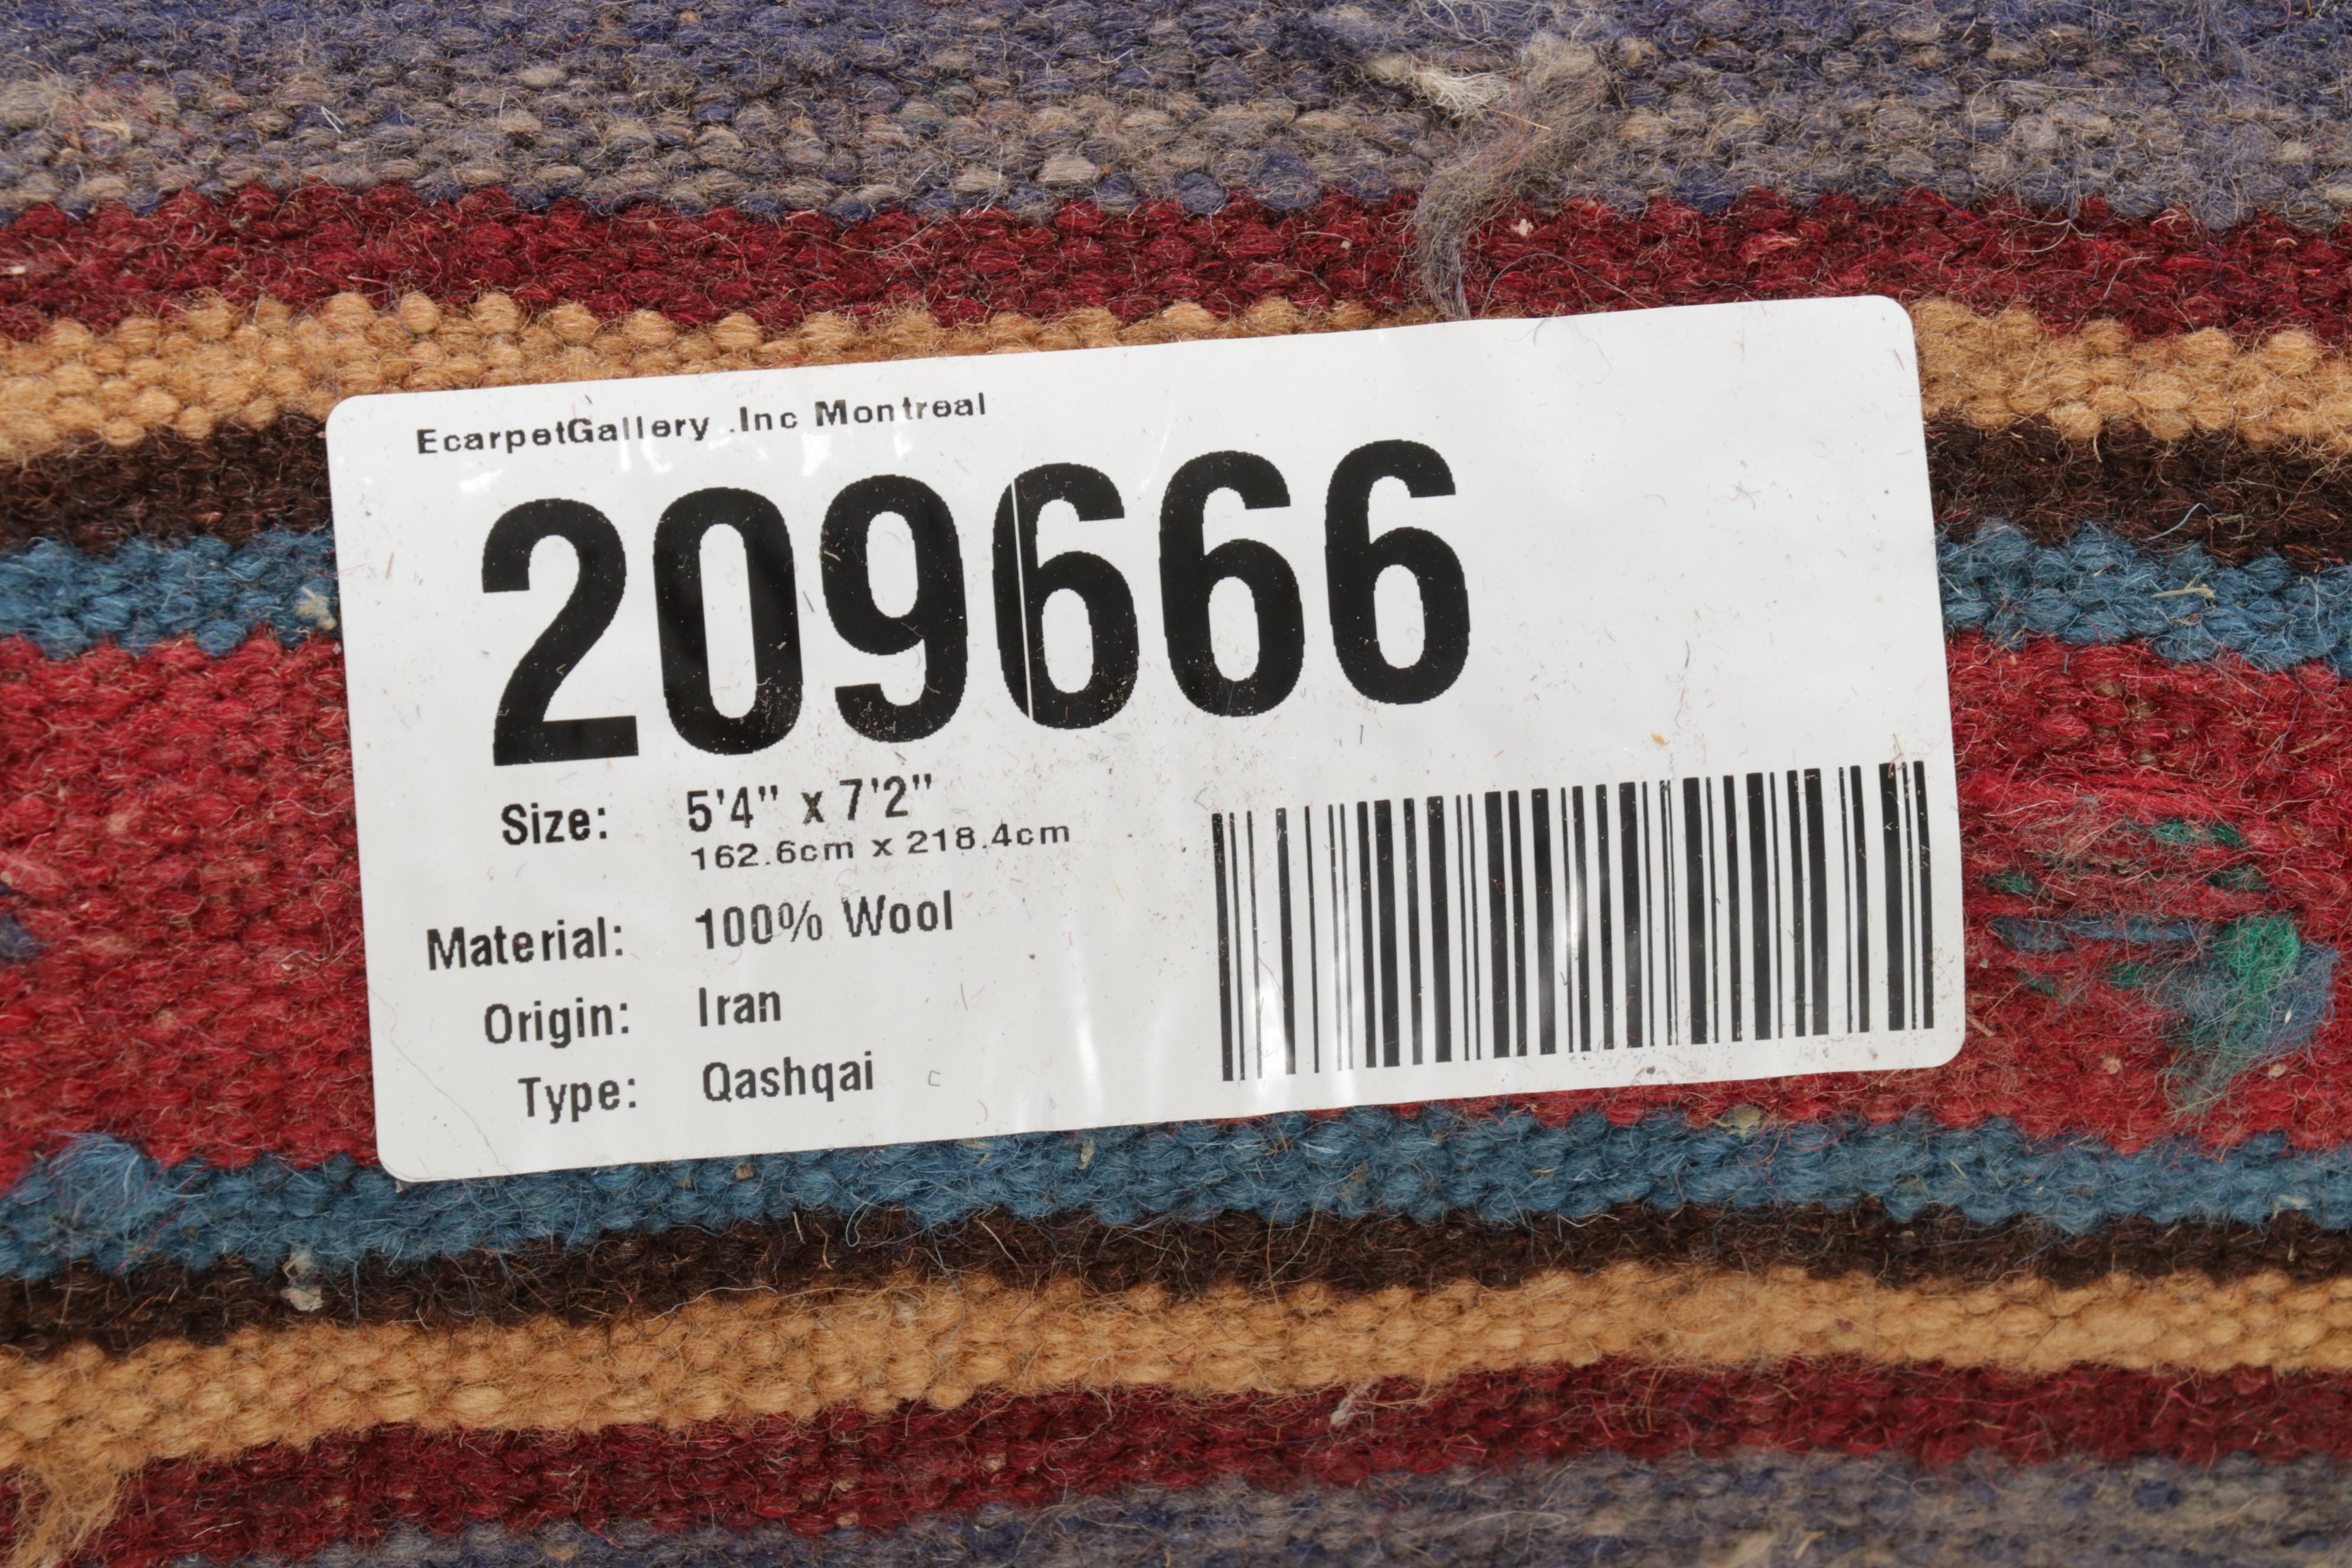 EcarpetGallery .Inc Montreal
209666
Size: 5'4" x 7'2"
162.6cm x 218.4cm
Material: 100% Wool
Origin: Iran
Type: Qashqai